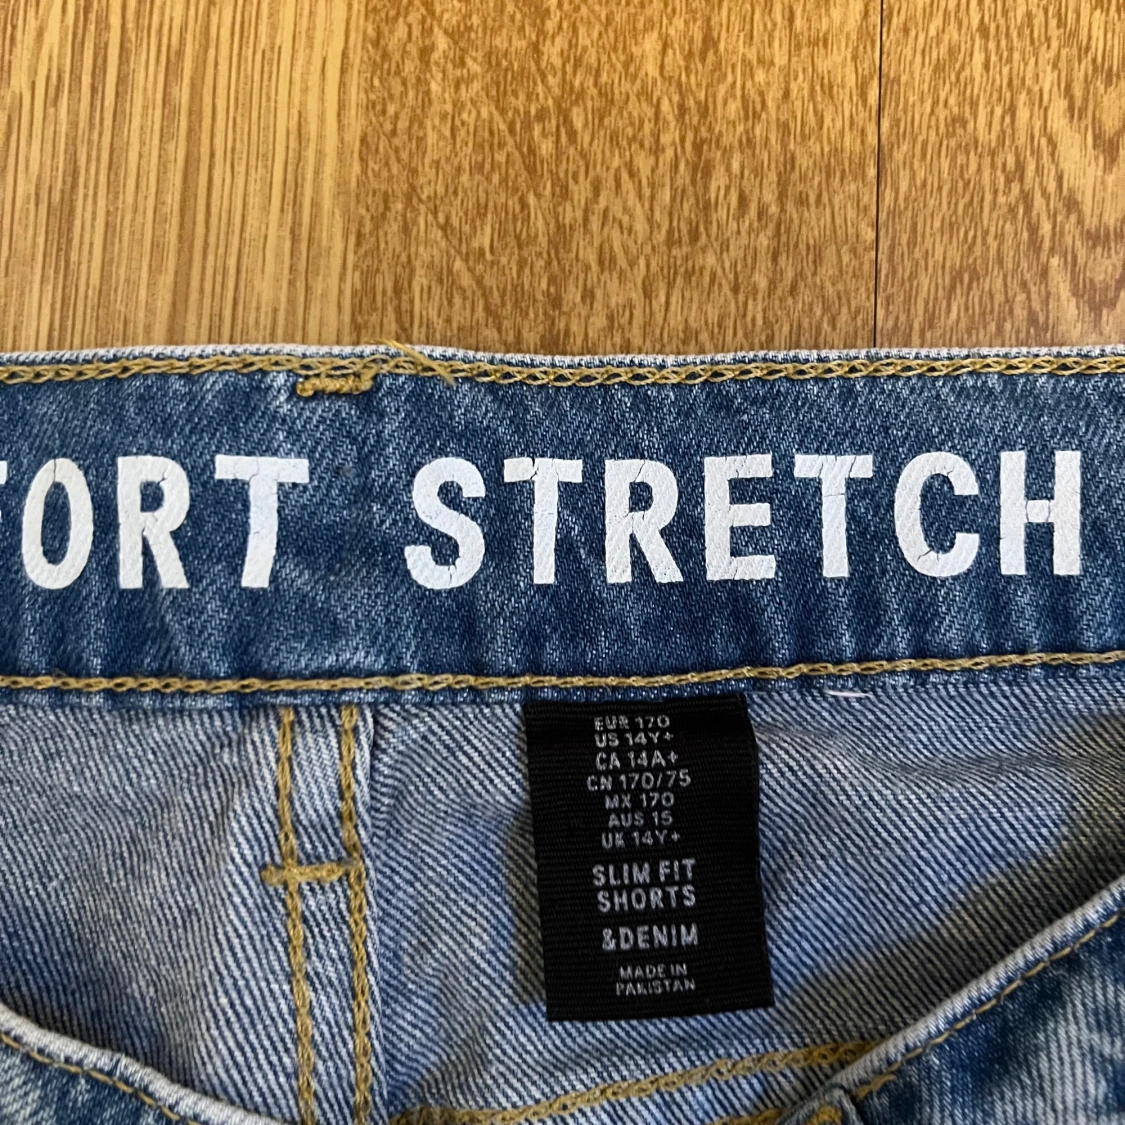 FORT STRETCH
EUR 170
US 14Y+
CA 14A+
CN 170/75
MX 170
AUS 15
UK 14Y+
SLIM FIT
SHORTS
&DENIM
MADE IN
PAKISTAN